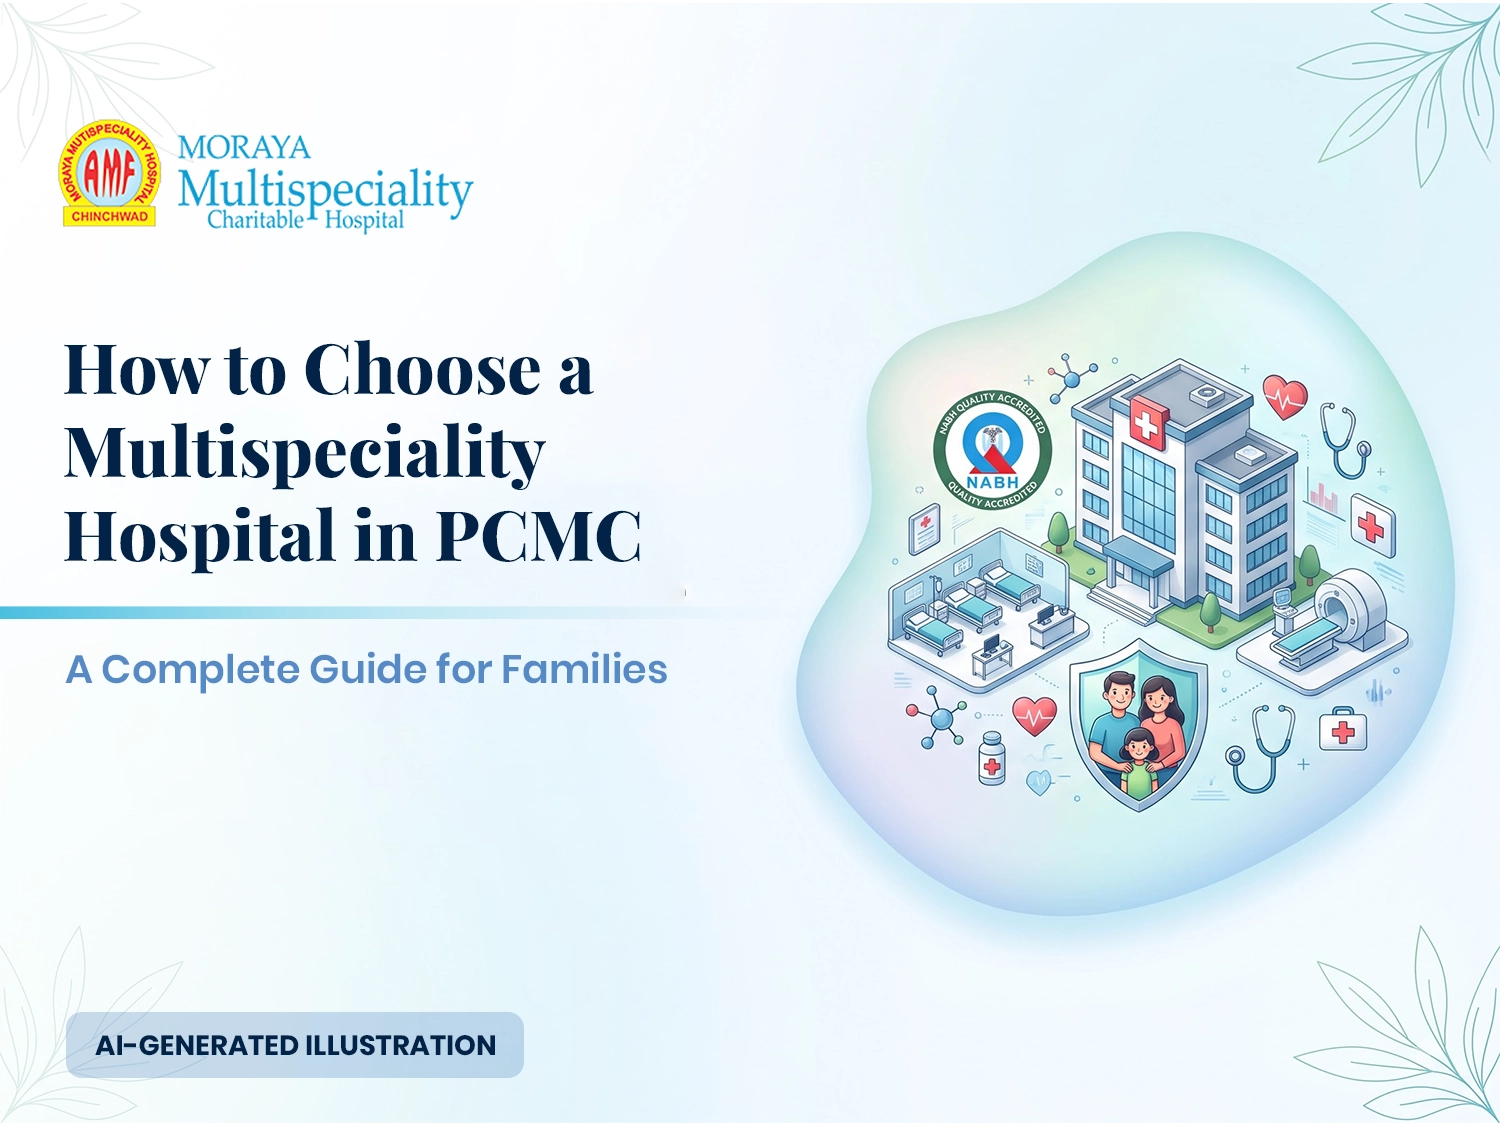 MORAYA MUTISPECIALITY HOSPITAL
AMF
CHINCHWAD
MORAYA
Multispeciality
Charitable Hospital
How to Choose a
Multispeciality
Hospital in PCMC
A Complete Guide for Families
NABH QUALITY ACCREDITED
NABH
QUALITY ACCREDITED
AI-GENERATED ILLUSTRATION